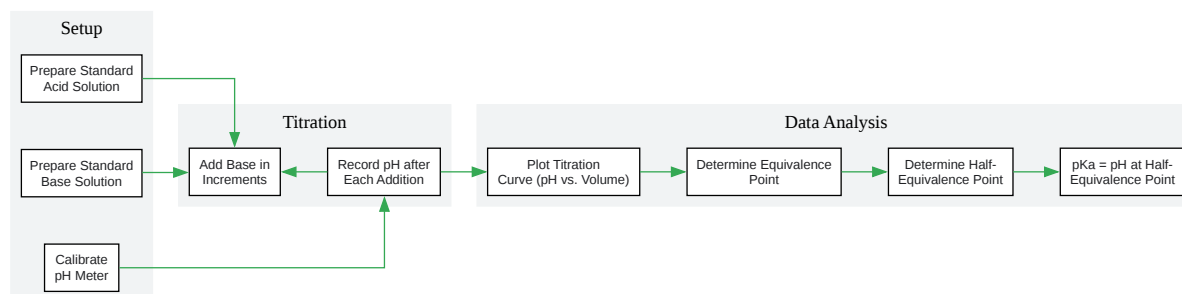 Setup
Prepare Standard
Acid Solution
Prepare Standard
Base Solution
Calibrate
pH Meter
Titration
Add Base in
Increments
Record pH after
Each Addition
Data Analysis
Plot Titration
Curve (pH vs. Volume)
Determine Equivalence
Point
Determine Half-
Equivalence Point
pKa = pH at Half-
Equivalence Point